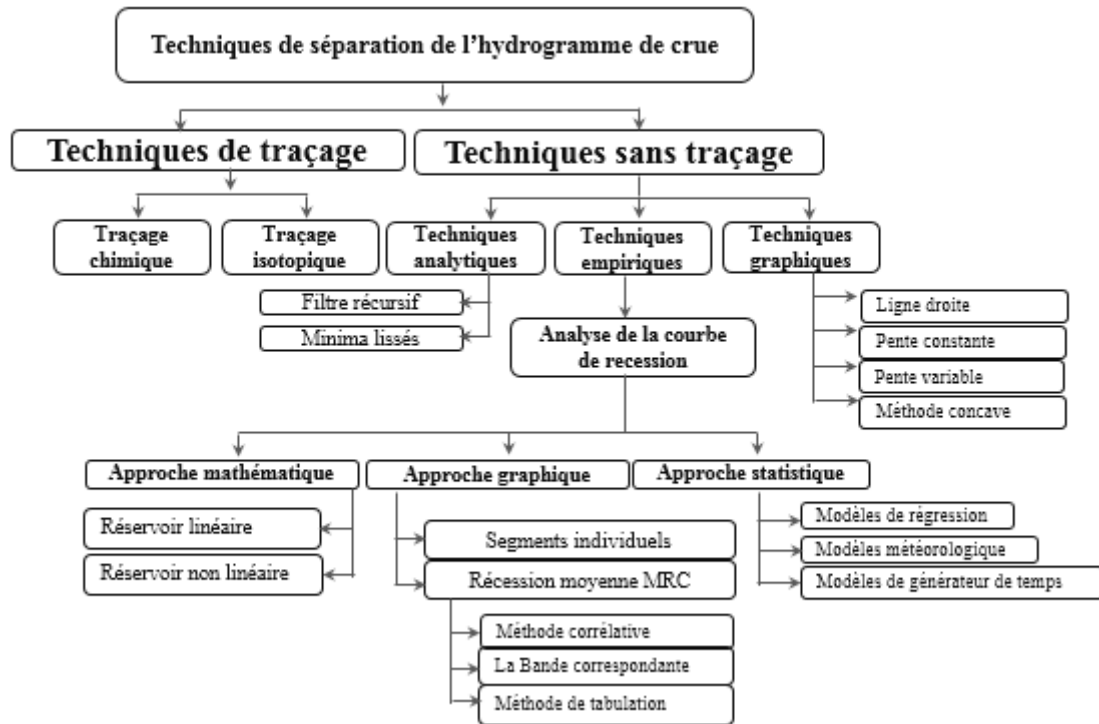 Techniques de séparation de l'hydrogramme de crue
Techniques de traçage
Techniques sans traçage
Traçage
chimique
Traçage
isotopique
Techniques
analytiques
Techniques
empiriques
Techniques
graphiques
Filtre récursif
Minima lissés
Analyse de la courbe
de recession
Ligne droite
Pente constante
Pente variable
Méthode concave
Approche mathématique
Approche graphique
Approche statistique
Réservoir linéaire
Réservoir non linéaire
Segments individuels
Récession moyenne MRC
Méthode corrélative
La Bande correspondante
Méthode de tabulation
Modèles de régression
Modèles météorologique
Modèles de générateur de temps